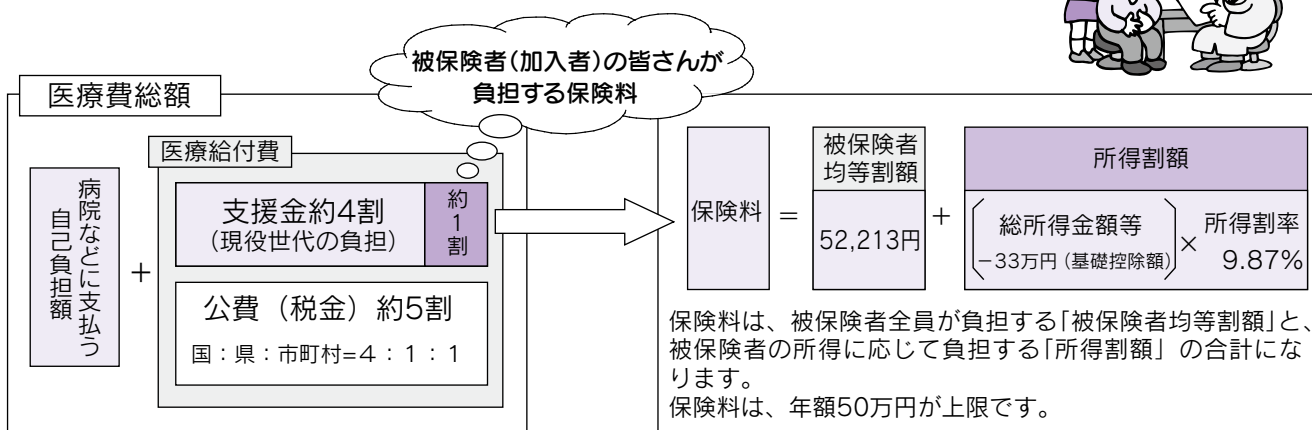 被保険者(加入者)の皆さんが
負担する保険料
医療費総額
病院などに支払う
自己負担額
+
医療給付費
支援金約4割
(現役世代の負担)
約1割
公費（税金）約5割
国：県：市町村=4：1：1
保険料
=
被保険者
均等割額
52,213円
+
所得割額
総所得金額等
－33万円 (基礎控除額)
×
所得割率
9.87%
保険料は、被保険者全員が負担する「被保険者均等割額」と、
被保険者の所得に応じて負担する「所得割額」の合計にな
ります。
保険料は、年額50万円が上限です。